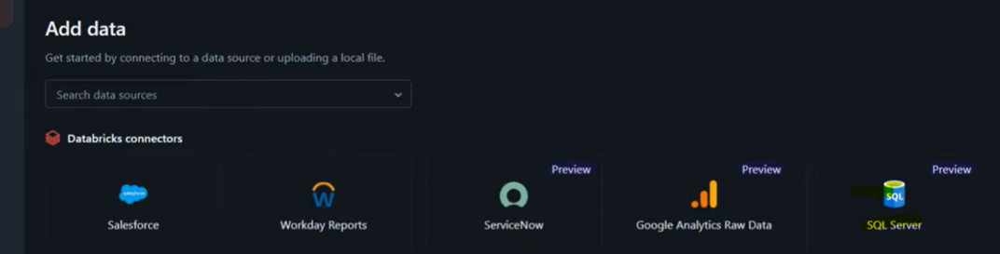 Add data
Get started by connecting to a data source or uploading a local file.
Search data sources
Databricks connectors
Preview Preview Preview
salesforce
SQL
Salesforce Workday Reports ServiceNow Google Analytics Raw Data SQL Server